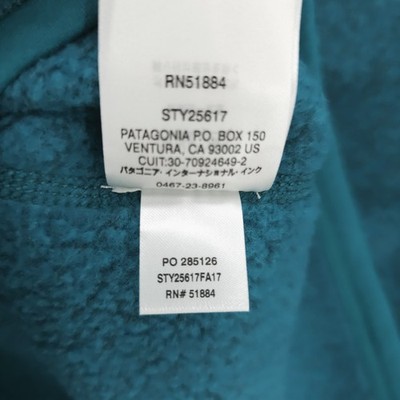 RN51884
STY25617
PATAGONIA P.O. BOX 150
VENTURA, CA 93002 US
CUIT:30-70924649-2
パタゴニア・インターナショナル・インク
0467-23-8961
PO 285126
STY25617FA17
RN# 51884